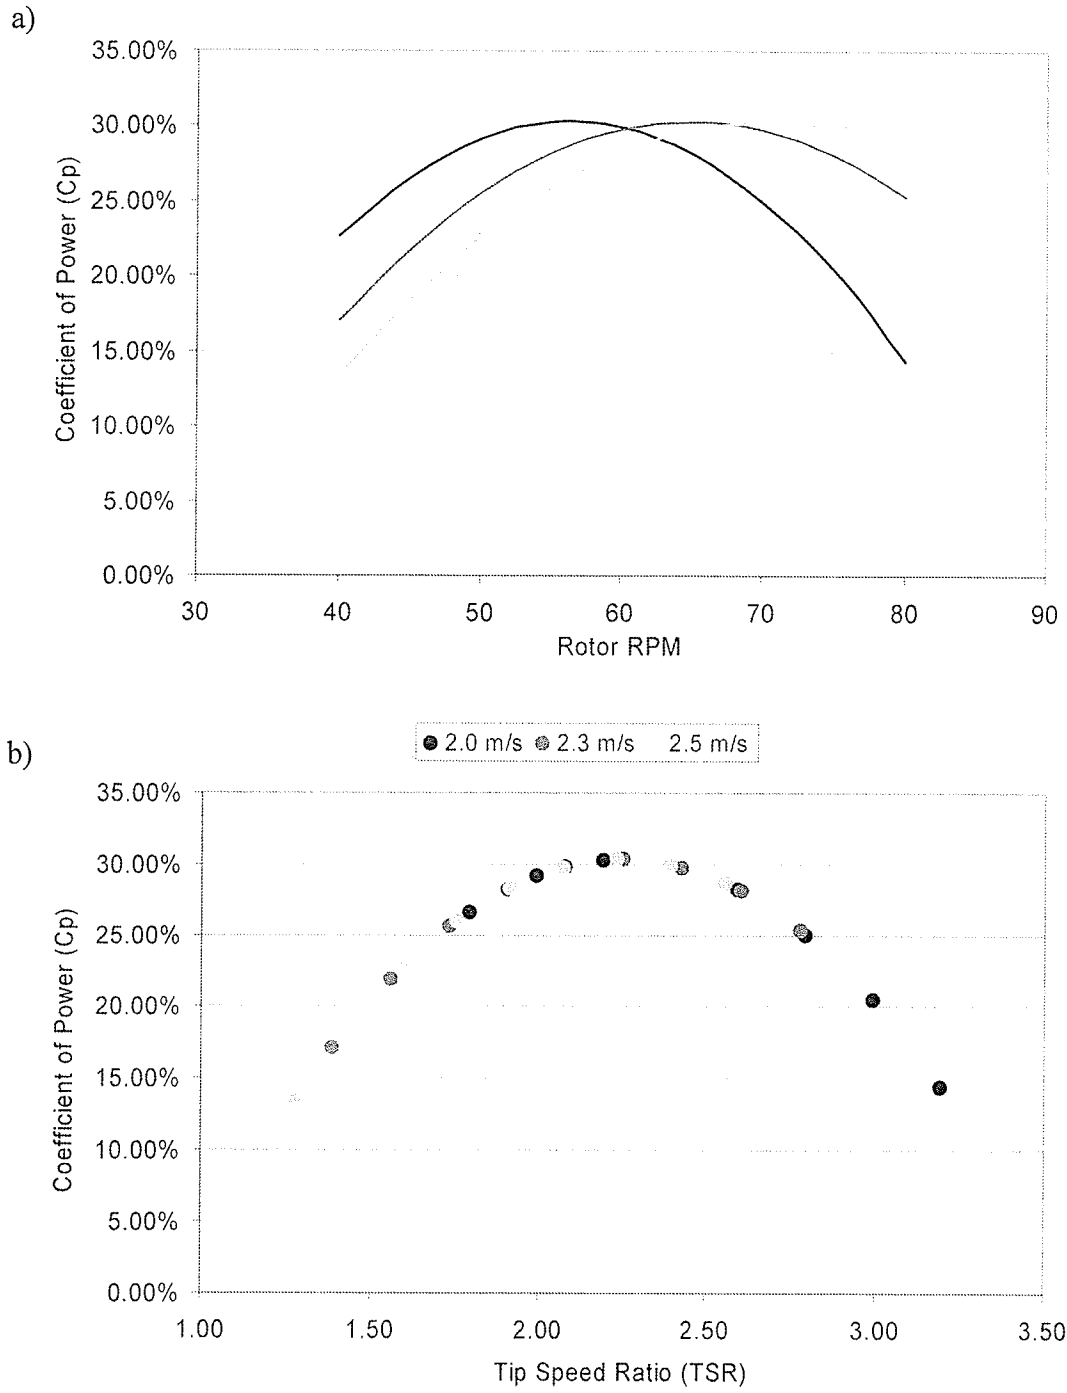 a)
35.00%
30.00%
25.00%
20.00%
15.00%
10.00%
5.00%
0.00%
Coefficient of Power (Cp)
30 40 50 60 70 80 90
Rotor RPM
b)
2.0 m/s 2.3 m/s 2.5 m/s
35.00%
30.00%
25.00%
20.00%
15.00%
10.00%
5.00%
0.00%
Coefficient of Power (Cp)
1.00 1.50 2.00 2.50 3.00 3.50
Tip Speed Ratio (TSR)